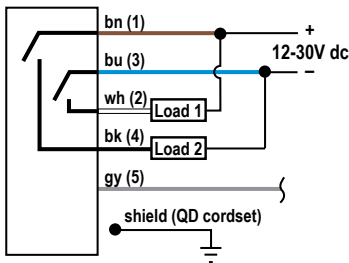 bn (1)
+
12-30V dc
bu (3)
–
wh (2)
Load 1
bk (4)
Load 2
gy (5)
shield (QD cordset)